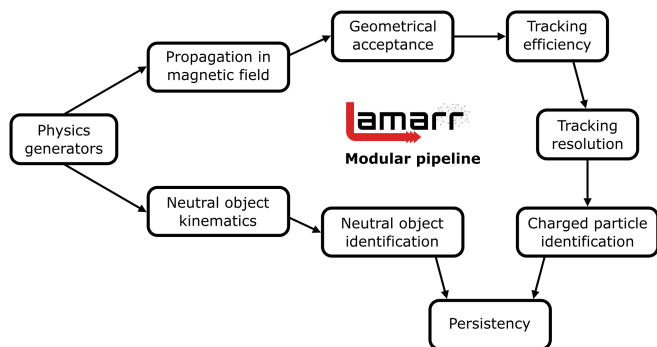 Geometrical
acceptance
Tracking
efficiency
Propagation in
magnetic field
Physics
generators
Lamarr
Modular pipeline
Tracking
resolution
Neutral object
kinematics
Neutral object
identification
Charged particle
identification
Persistency